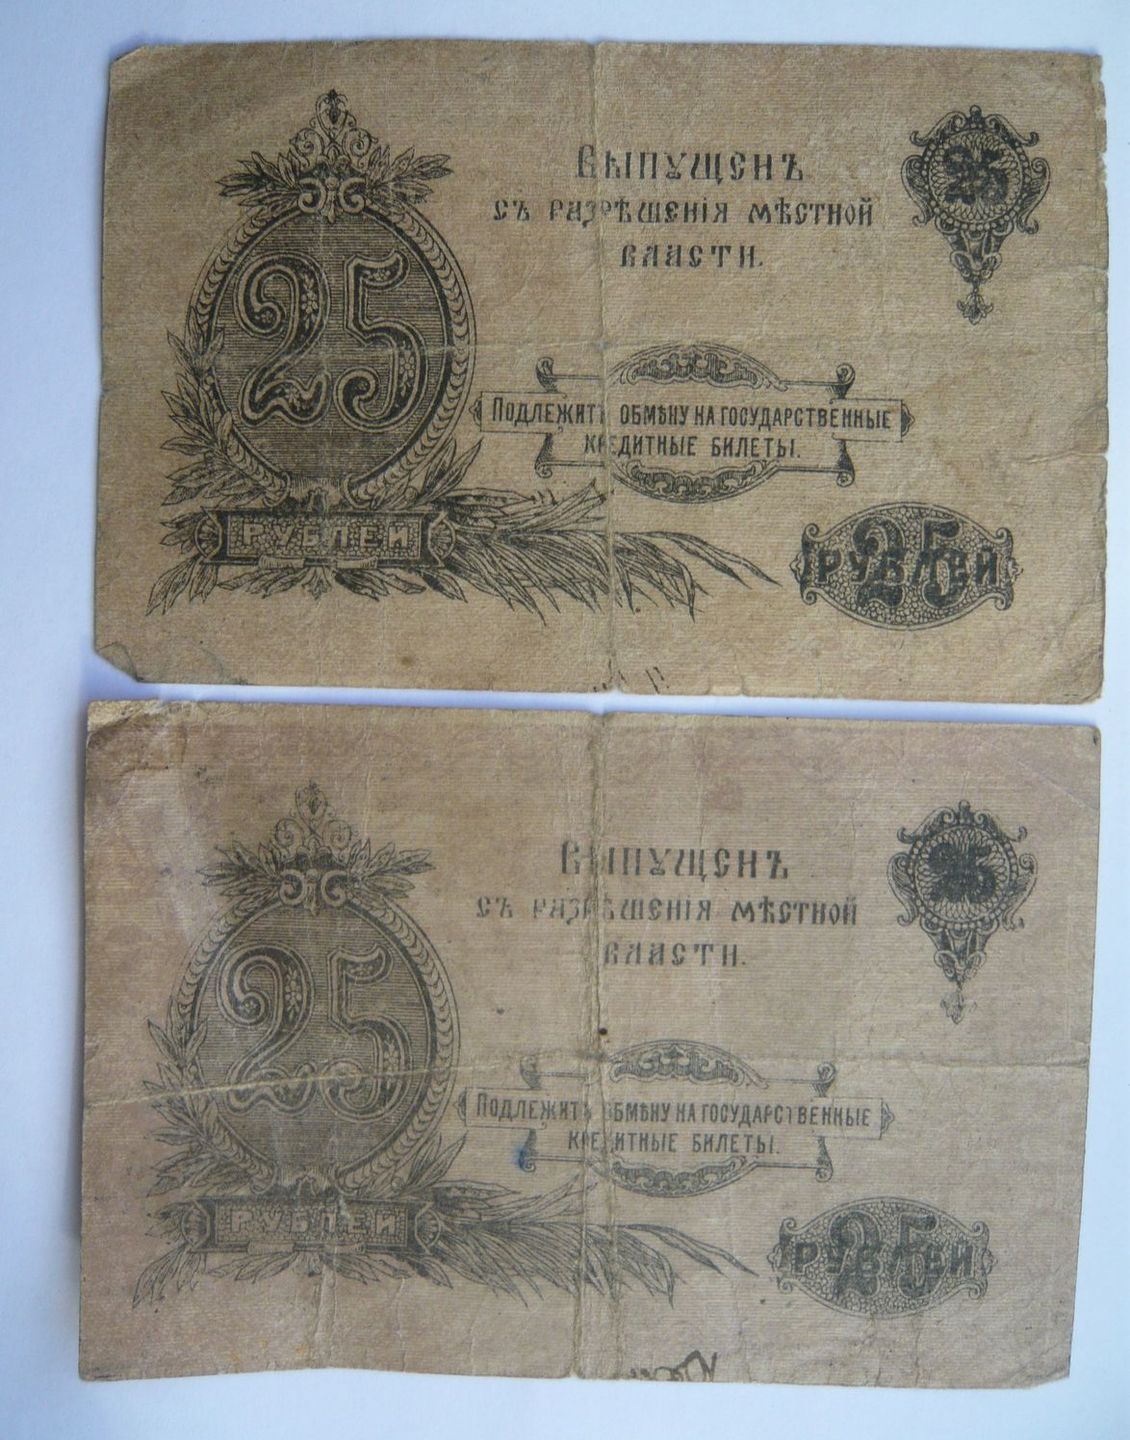 25
Выпущенъ
съ разрѣшенія мѣстной
власти.
25
Подлежитъ обмѣну на государственные
кредитные билеты.
РУБЛЕЙ
25
РУБЛЕЙ
Выпущенъ
съ разрѣшенія мѣстной
власти.
25
25
Подлежитъ обмѣну на государственные
кредитные билеты.
РУБЛЕЙ
25
РУБЛЕЙ